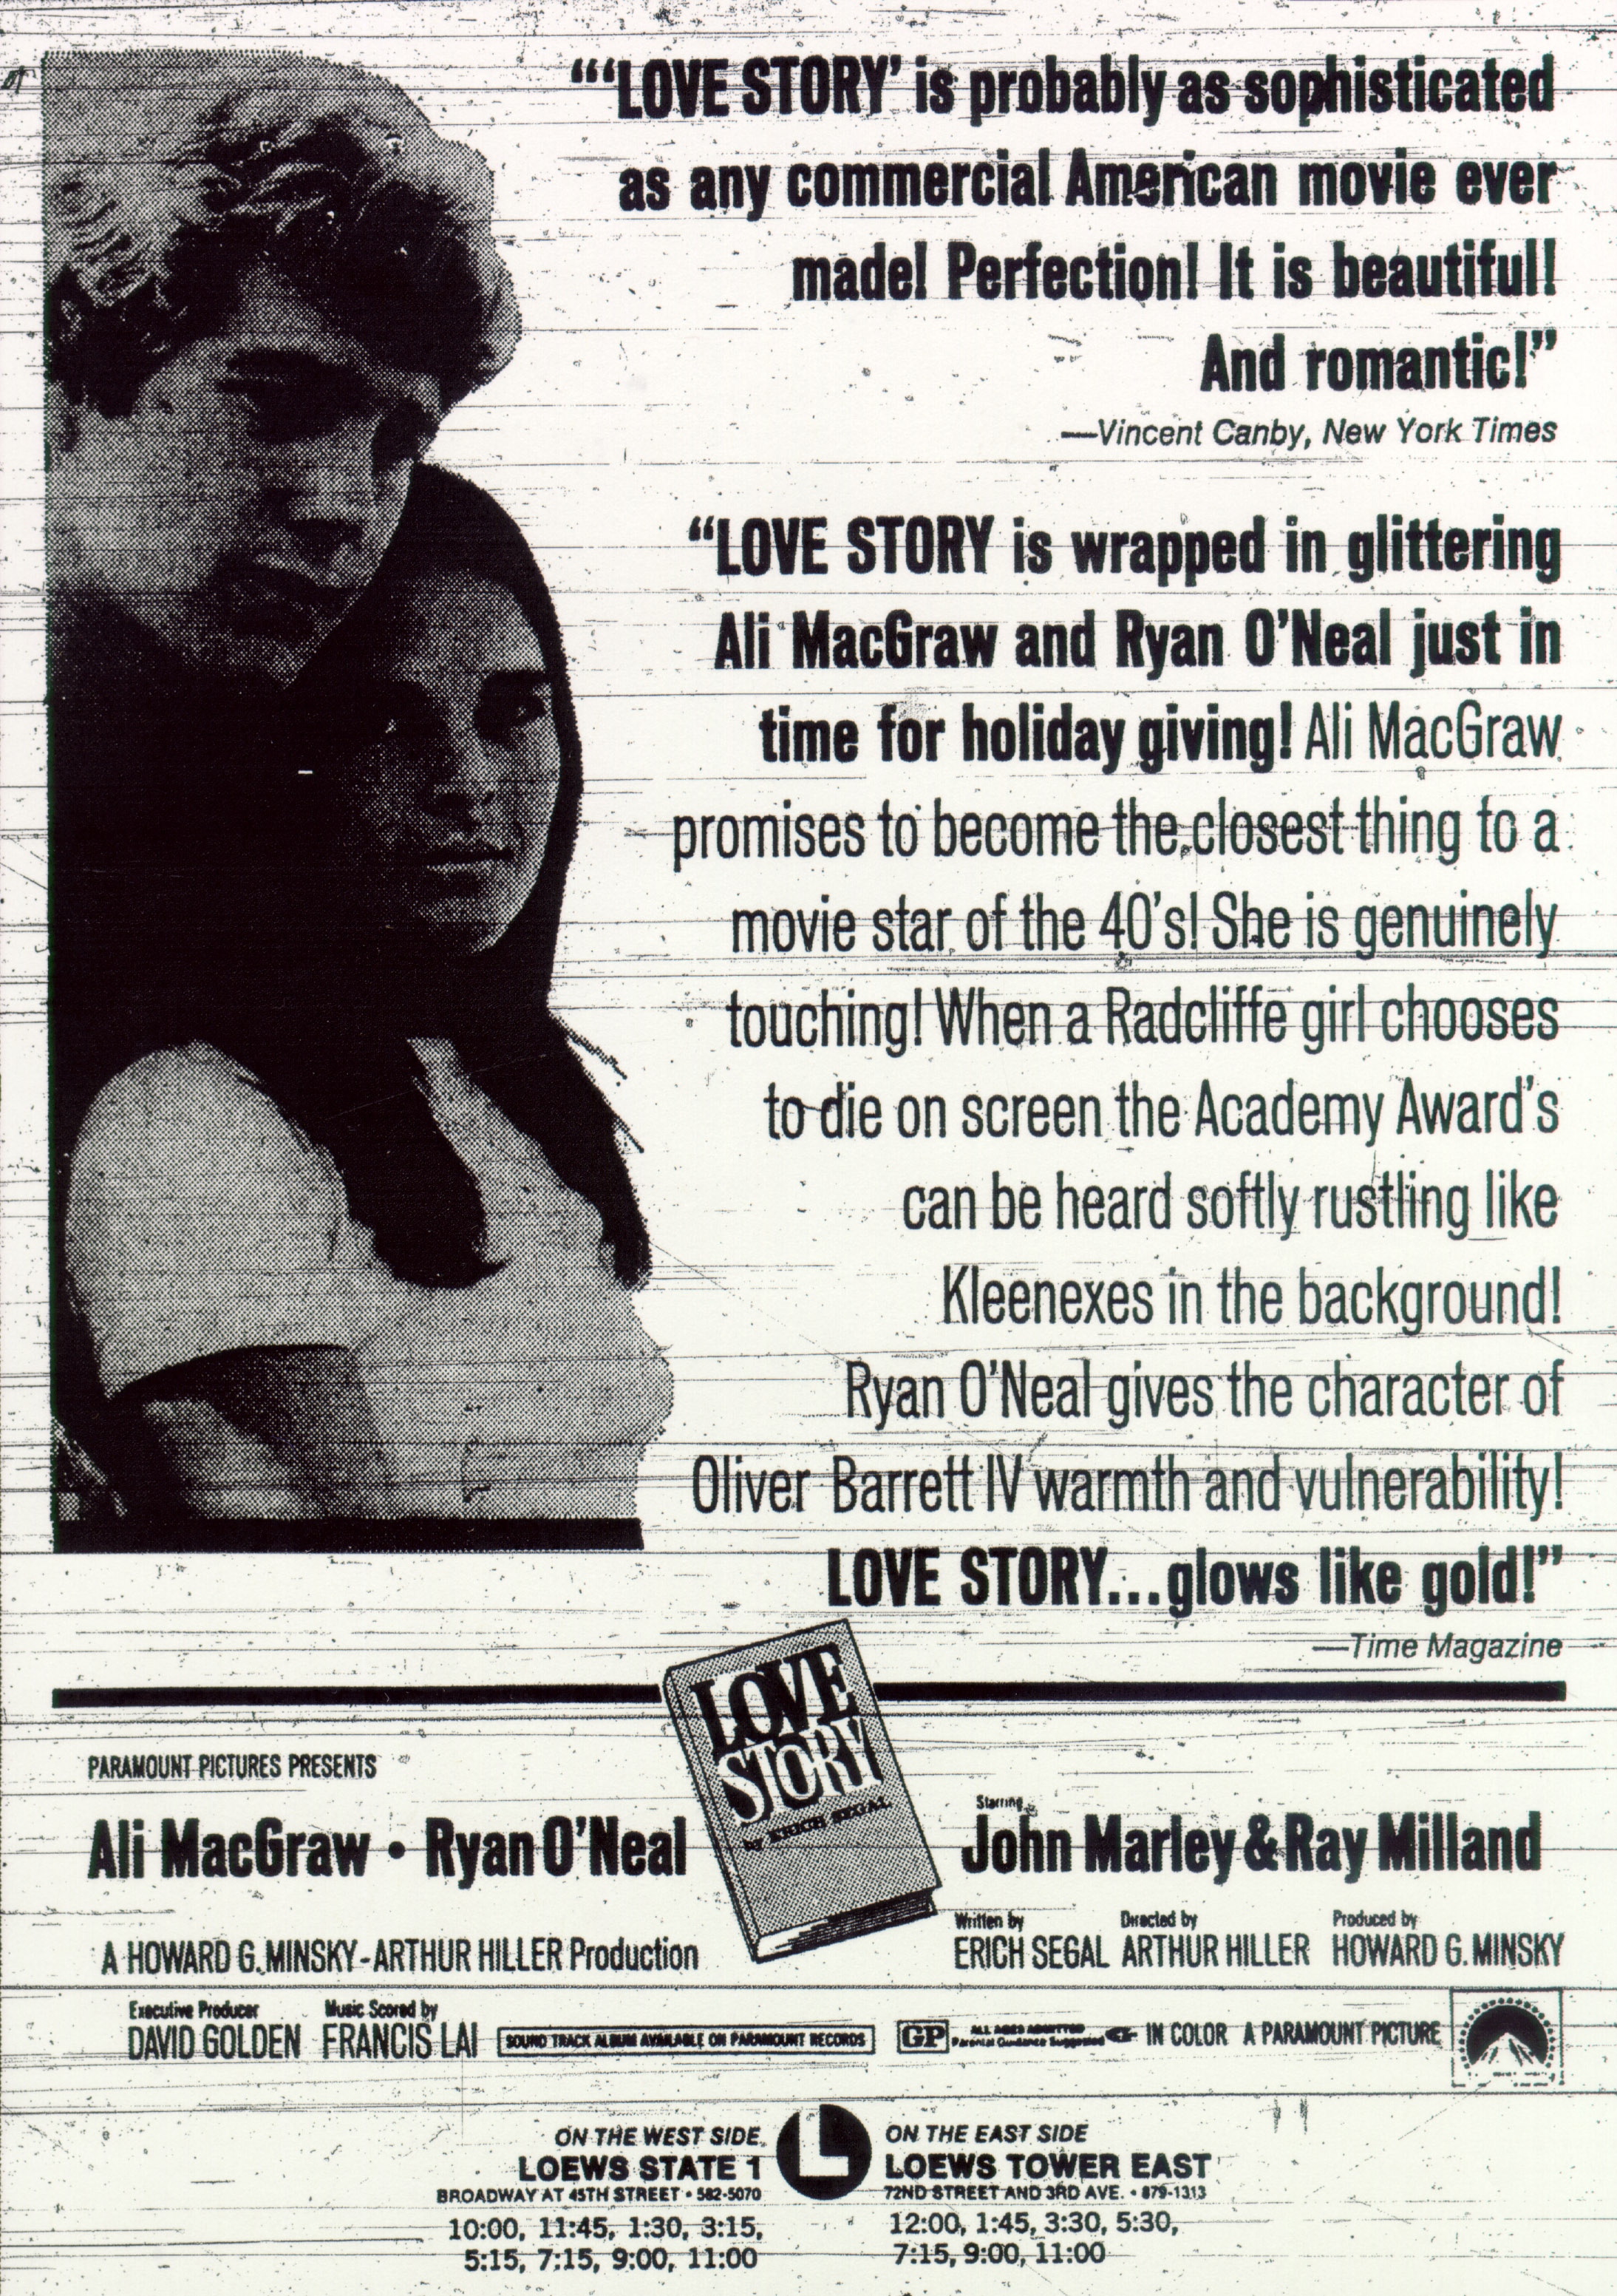 "'LOVE STORY' is probably as sophisticated
as any commercial American movie ever
made! Perfection! It is beautiful!
And romantic!"
—Vincent Canby, New York Times
"LOVE STORY is wrapped in glittering
Ali MacGraw and Ryan O'Neal just in
time for holiday giving! Ali MacGraw
promises to become the closest thing to a
movie star of the 40's! She is genuinely
touching! When a Radcliffe girl chooses
to die on screen the Academy Award's
can be heard softly rustling like
Kleenexes in the background!
Ryan O'Neal gives the character of
Oliver Barrett IV warmth and vulnerability!
LOVE STORY...glows like gold!"
—Time Magazine
LOVE
STORY
by ERICH SEGAL
PARAMOUNT PICTURES PRESENTS
Ali MacGraw • Ryan O'Neal
Starring
John Marley & Ray Milland
A HOWARD G. MINSKY-ARTHUR HILLER Production
Written by
ERICH SEGAL
Directed by
ARTHUR HILLER
Produced by
HOWARD G. MINSKY
Executive Producer
DAVID GOLDEN
Music Scored by
FRANCIS LAI
SOUND TRACK ALBUM AVAILABLE ON PARAMOUNT RECORDS
GP
ALL AGES ADMITTED
Parental Guidance Suggested
IN COLOR A PARAMOUNT PICTURE
ON THE WEST SIDE
LOEWS STATE 1
BROADWAY AT 45TH STREET • 582-5070
10:00, 11:45, 1:30, 3:15,
5:15, 7:15, 9:00, 11:00
L
ON THE EAST SIDE
LOEWS TOWER EAST
72ND STREET AND 3RD AVE. • 879-1313
12:00, 1:45, 3:30, 5:30,
7:15, 9:00, 11:00